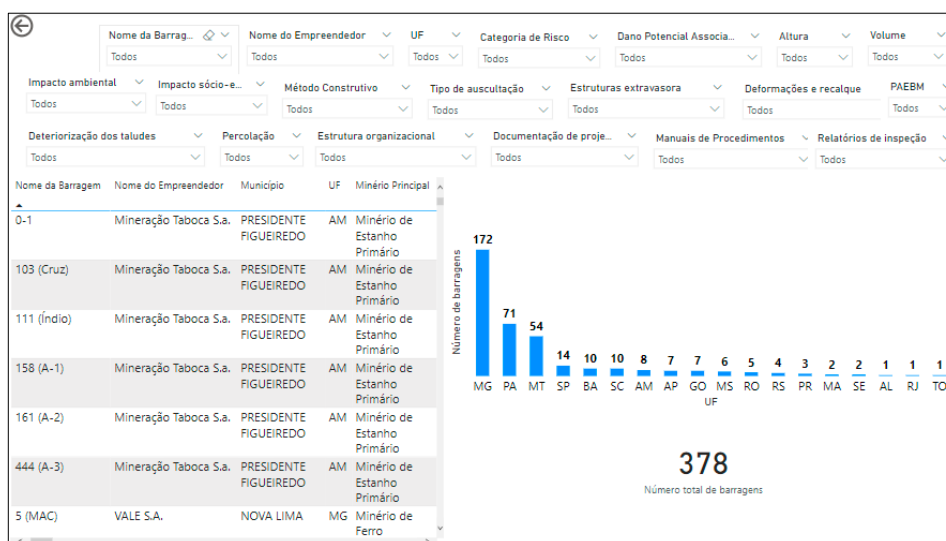 Nome da Barrag... Nome do Empreendedor UF Categoria de Risco Dano Potencial Associa... Altura Volume
Todos Todos Todos Todos Todos Todos Todos
Impacto ambiental Impacto sócio-e... Método Construtivo Tipo de auscultação Estruturas extravasora Deformações e recalque PAEBM
Todos Todos Todos Todos Todos Todos Todos
Deteriorização dos taludes Percolação Estrutura organizacional Documentação de proje... Manuais de Procedimentos Relatórios de inspeção
Todos Todos Todos Todos Todos Todos
Nome da Barragem Nome do Empreendedor Município UF Minério Principal
0-1 Mineração Taboca S.a. PRESIDENTE AM Minério de
FIGUEIREDO Estanho
Primário
103 (Cruz) Mineração Taboca S.a. PRESIDENTE AM Minério de
FIGUEIREDO Estanho
Primário
111 (Índio) Mineração Taboca S.a. PRESIDENTE AM Minério de
FIGUEIREDO Estanho
Primário
158 (A-1) Mineração Taboca S.a. PRESIDENTE AM Minério de
FIGUEIREDO Estanho
Primário
161 (A-2) Mineração Taboca S.a. PRESIDENTE AM Minério de
FIGUEIREDO Estanho
Primário
444 (A-3) Mineração Taboca S.a. PRESIDENTE AM Minério de
FIGUEIREDO Estanho
Primário
5 (MAC) VALE S.A. NOVA LIMA MG Minério de
Ferro
Número de barragens
172 71 54 14 10 10 8 7 7 6 5 4 3 2 2 1 1 1
MG PA MT SP BA SC AM AP GO MS RO RS PR MA SE AL RJ TO
UF
378
Número total de barragens